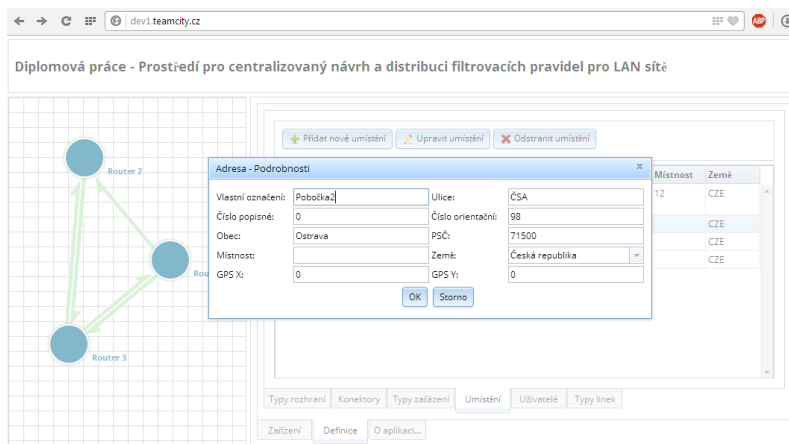 dev1.teamcity.cz
ABP
Diplomová práce - Prostředí pro centralizovaný návrh a distribuci filtrovacích pravidel pro LAN sítě
Přidat nové umístění Upravit umístění Odstranit umístění
Router 2
Adresa - Podrobnosti x
Místnost Země
Vlastní označení: Pobočka2 Ulice: ČSA
12 CZE
Číslo popisné: 0 Číslo orientační: 98
CZE
Obec: Ostrava PSČ: 71500
CZE
Místnost: Země: Česká republika
CZE
GPS X: 0 GPS Y: 0
OK Storno
Router 3
Typy rozhraní Konektory Typy zařázení Umístění Uživatelé Typy linek
Zařízení Definice O aplikaci...